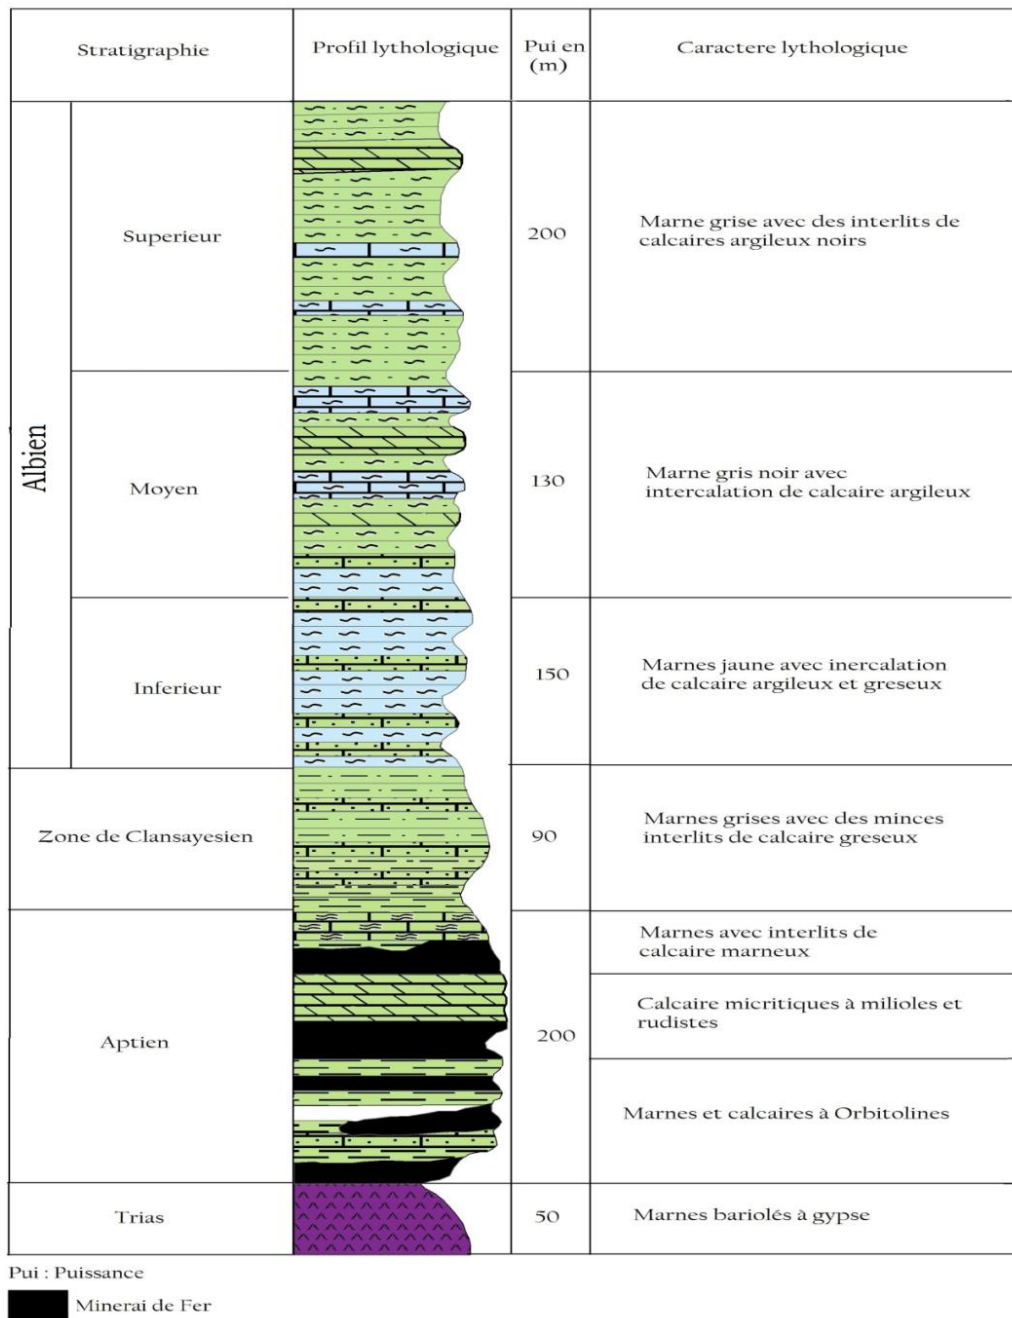 Stratigraphie
Profil lythologique
Pui en
(m)
Caractere lythologique
Albien
Superieur
200
Marne grise avec des interlits de
calcaires argileux noirs
Moyen
130
Marne gris noir avec
intercalation de calcaire argileux
Inferieur
150
Marnes jaune avec inercalation
de calcaire argileux et greseux
Zone de Clansayesien
90
Marnes grises avec des minces
interlits de calcaire greseux
Aptien
200
Marnes avec interlits de
calcaire marneux
Calcaire micritiques à milioles et
rudistes
Marnes et calcaires à Orbitolines
Trias
50
Marnes bariolés à gypse
Pui : Puissance
Minerai de Fer